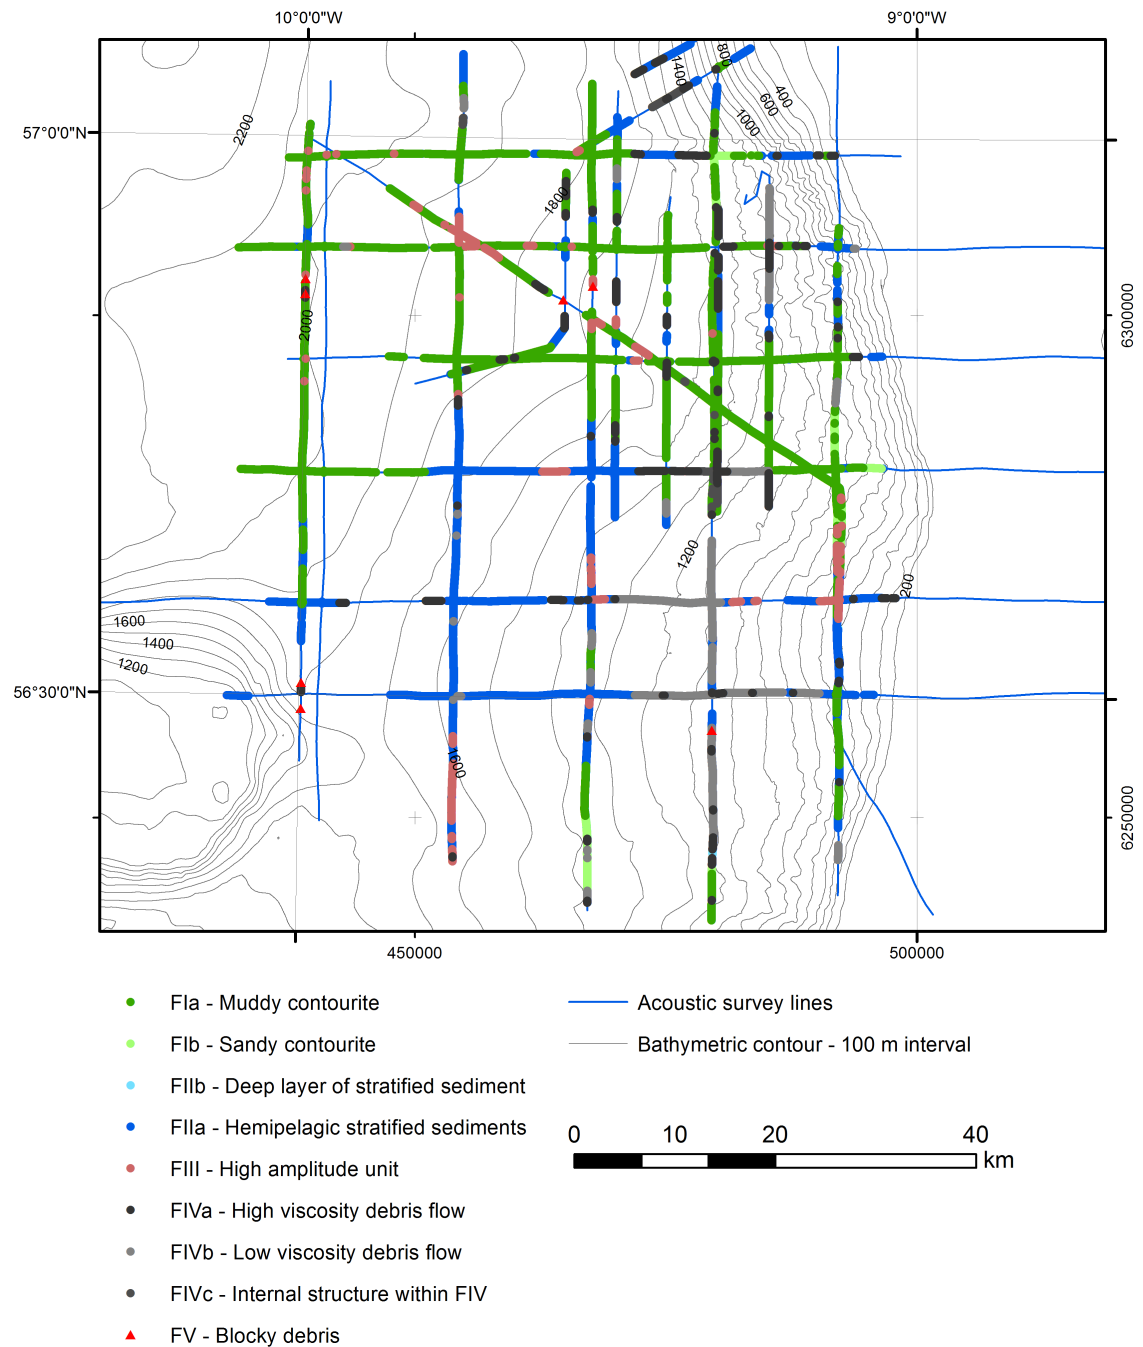 10°0'0"W 9°0'0"W
800
1400
400
600
1000
2200
57°0'0"N
1800
6300000
2000
1200
200
1600
1400
1200
56°30'0"N
1600
6250000
450000 500000
FIa - Muddy contourite
FIb - Sandy contourite
FIIb - Deep layer of stratified sediment
FIIa - Hemipelagic stratified sediments
FIII - High amplitude unit
FIVa - High viscosity debris flow
FIVb - Low viscosity debris flow
FIVc - Internal structure within FIV
FV - Blocky debris
Acoustic survey lines
Bathymetric contour - 100 m interval
0 10 20 40
km